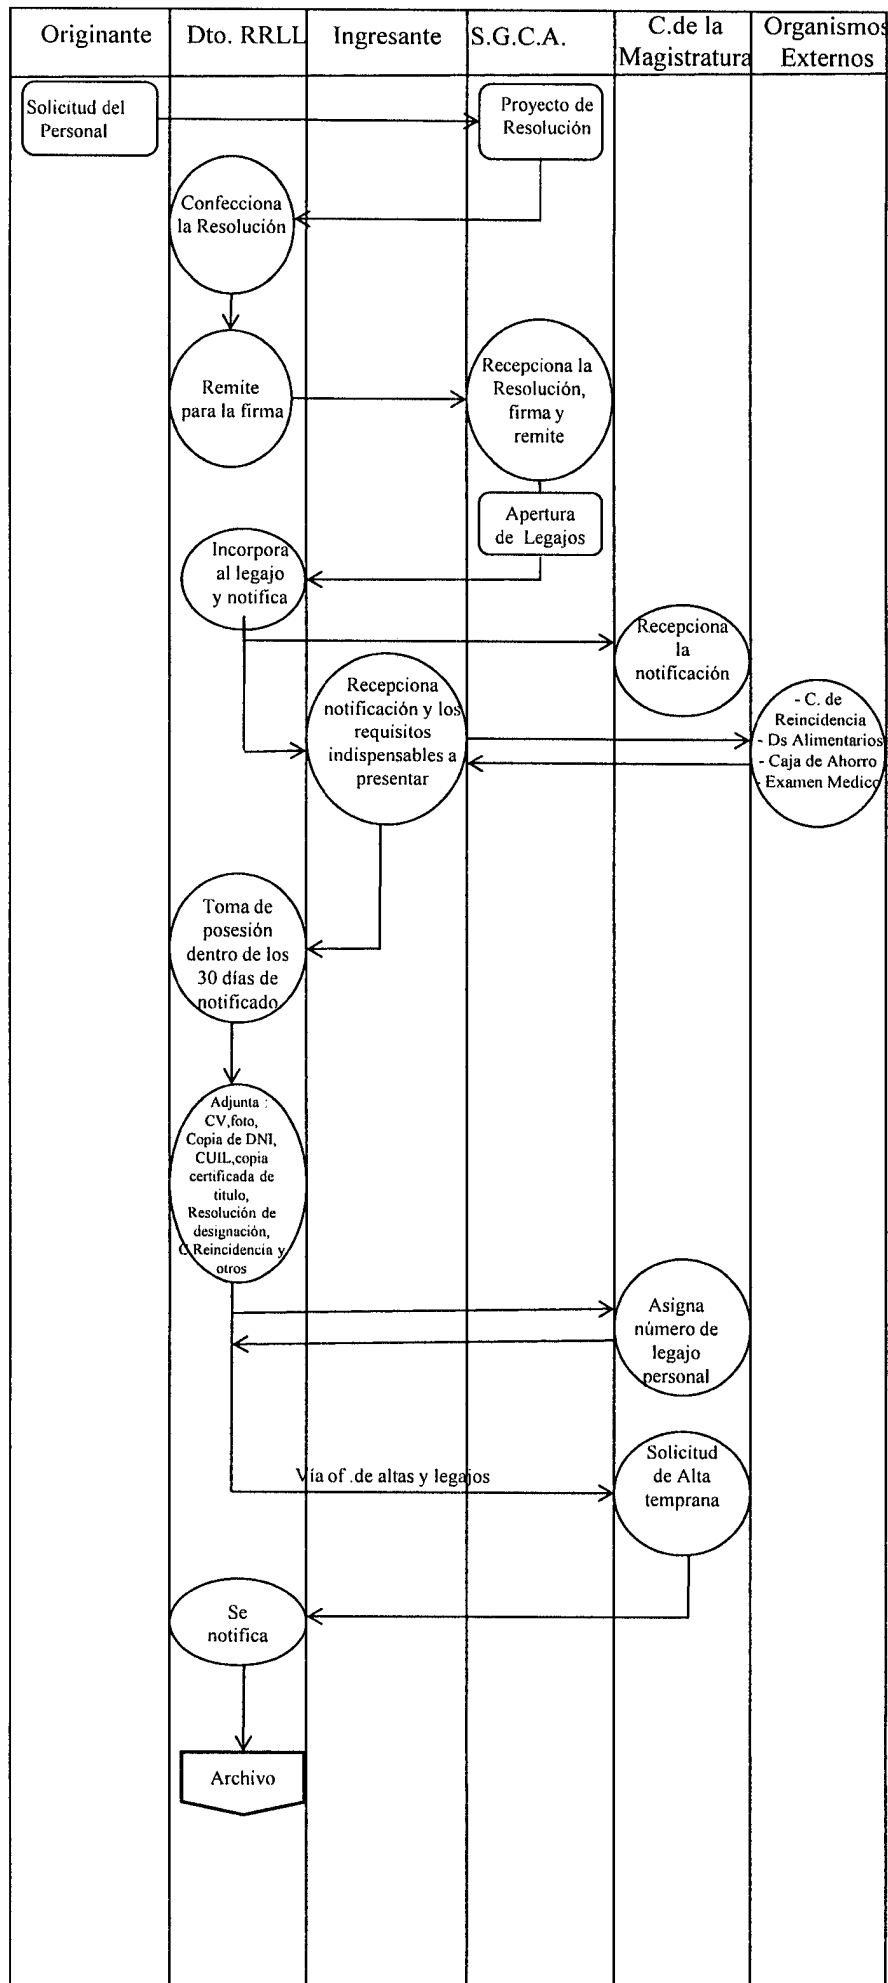 Originante
Dto. RRLL
Ingresante
S.G.C.A.
C.de la
Magistratura
Organismos
Externos
Solicitud del
Personal
Proyecto de
Resolución
Confecciona
la Resolución
Remite
para la firma
Recepciona la
Resolución,
firma y
remite
Apertura
de Legajos
Incorpora
al legajo
y notifica
Recepciona
la
notificación
Recepciona
notificación y los
requisitos
indispensables a
presentar
- C. de
Reincidencia
- Ds Alimentarios
- Caja de Ahorro
- Examen Medico
Toma de
posesión
dentro de los
30 días de
notificado
Adjunta :
CV,foto,
Copia de DNI,
CUIL,copia
certificada de
titulo,
Resolución de
designación,
C.Reincidencia y
otros
Asigna
número de
legajo
personal
Vía of .de altas y legajos
Solicitud
de Alta
temprana
Se
notifica
Archivo